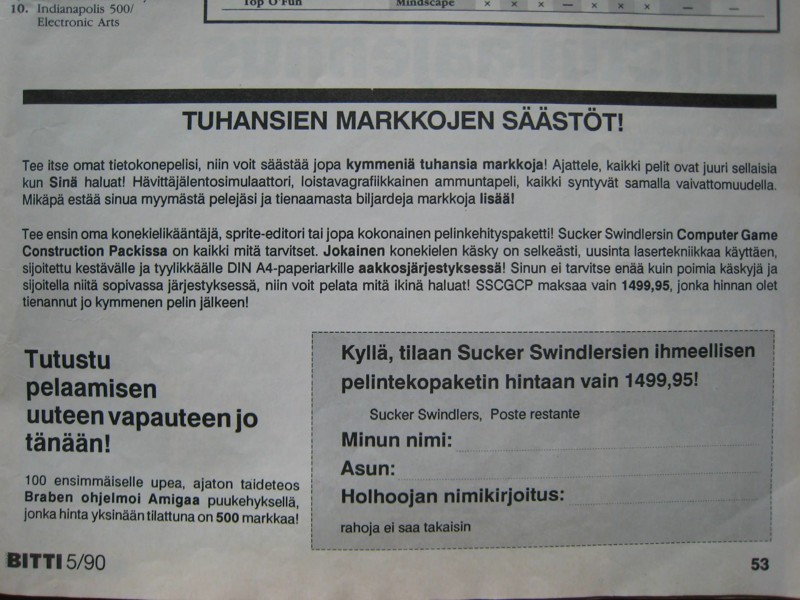 10. Indianapolis 500/
Electronic Arts
Top O'Fun Mindscape × × × — × × × — —
TUHANSIEN MARKKOJEN SÄÄSTÖT!
Tee itse omat tietokonepelisi, niin voit säästää jopa kymmeniä tuhansia markkoja! Ajattele, kaikki pelit ovat juuri sellaisia
kun Sinä haluat! Hävittäjälentosimulaattori, loistavagrafiikkainen ammuntapeli, kaikki syntyvät samalla vaivattomuudella.
Mikäpä estää sinua myymästä pelejäsi ja tienaamasta biljardeja markkoja lisää!
Tee ensin oma konekielikääntäjä, sprite-editori tai jopa kokonainen pelinkehityspaketti! Sucker Swindlersin Computer Game
Construction Packissa on kaikki mitä tarvitset. Jokainen konekielen käsky on selkeästi, uusinta lasertekniikkaa käyttäen,
sijoitettu kestävälle ja tyylikkäälle DIN A4-paperiarkille aakkosjärjestyksessä! Sinun ei tarvitse enää kuin poimia käskyjä ja
sijoitella niitä sopivassa järjestyksessä, niin voit pelata mitä ikinä haluat! SSCGCP maksaa vain 1499,95, jonka hinnan olet
tienannut jo kymmenen pelin jälkeen!
Tutustu
pelaamisen
uuteen vapauteen jo
tänään!
100 ensimmäiselle upea, ajaton taideteos
Braben ohjelmoi Amigaa puukehyksellä,
jonka hinta yksinään tilattuna on 500 markkaa!
Kyllä, tilaan Sucker Swindlersien ihmeellisen
pelintekopaketin hintaan vain 1499,95!
Sucker Swindlers, Poste restante
Minun nimi:
Asun:
Holhoojan nimikirjoitus:
rahoja ei saa takaisin
BITTI 5/90
53